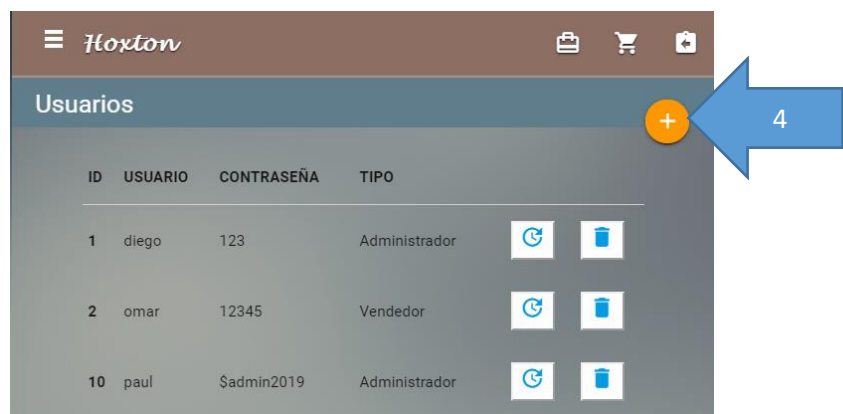 Hoxton
Usuarios
4
ID USUARIO CONTRASEÑA TIPO
1 diego 123 Administrador
2 omar 12345 Vendedor
10 paul $admin2019 Administrador